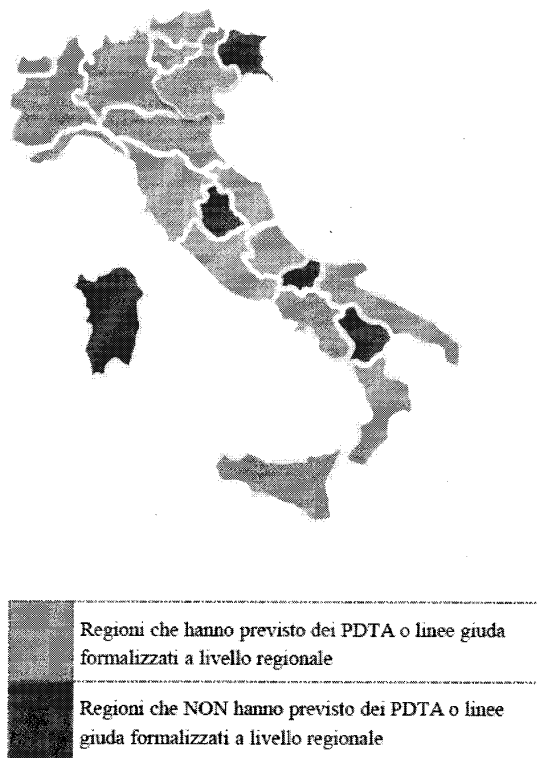 Regioni che hanno previsto dei PDTA o linee giuda
formalizzati a livello regionale
Regioni che NON hanno previsto dei PDTA o linee
giuda formalizzati a livello regionale